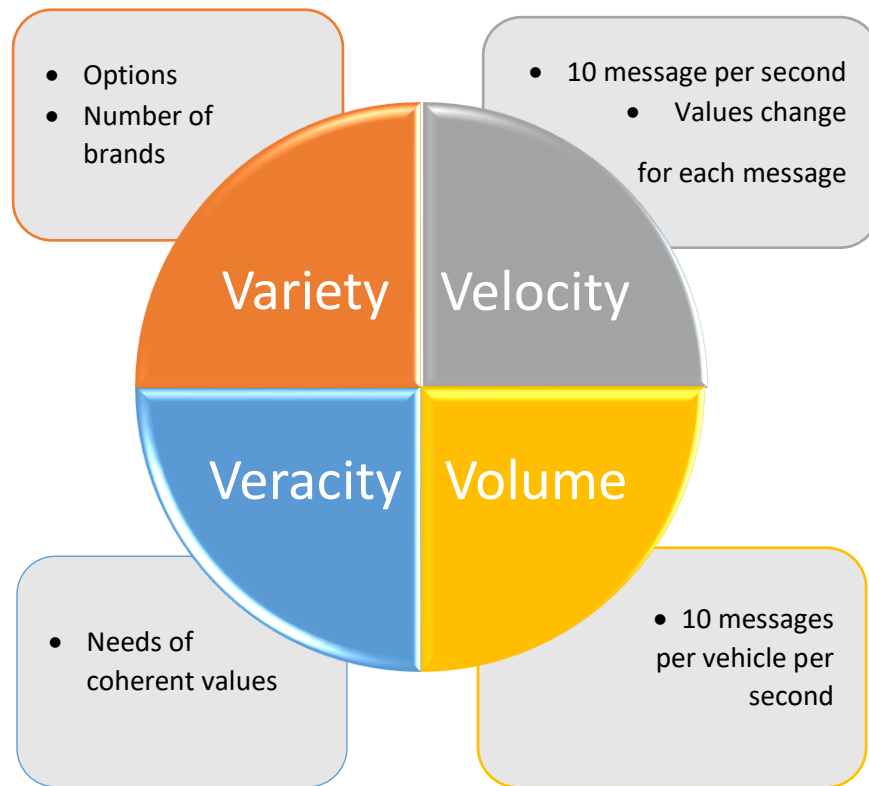 • Options
• Number of
brands
• 10 message per second
• Values change
for each message
Variety
Velocity
Veracity
Volume
• Needs of
coherent values
• 10 messages
per vehicle per
second